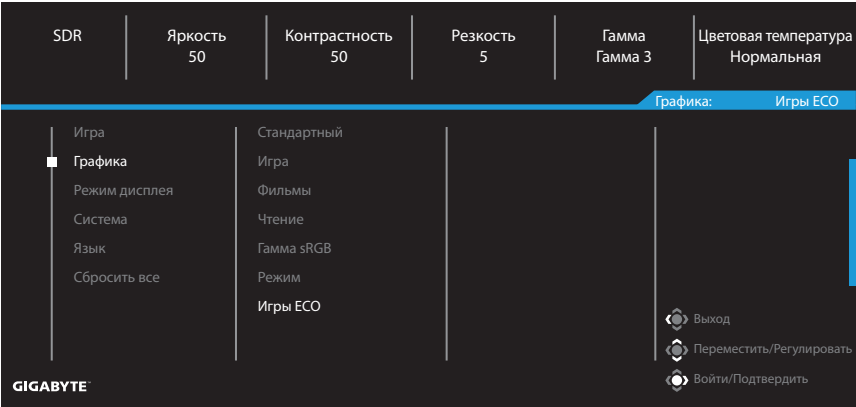 SDR Яркость Контрастность Резкость Гамма Цветовая температура
50 50 5 Гамма 3 Нормальная
Графика: Игры ECO
Игра Стандартный
Графика Игра
Режим дисплея Фильмы
Система Чтение
Язык Гамма sRGB
Сбросить все Режим
Игры ECO
Выход
Переместить/Регулировать
Войти/Подтвердить
GIGABYTE™